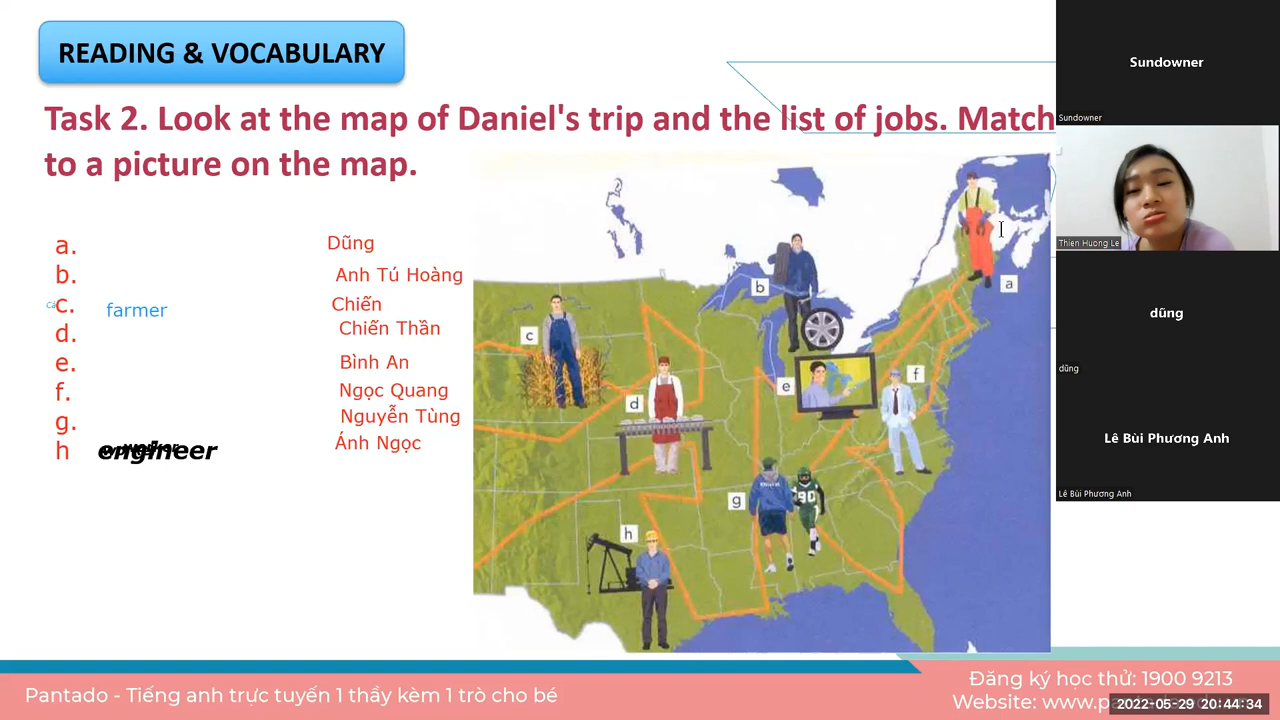 READING & VOCABULARY
Task 2. Look at the map of Daniel's trip and the list of jobs. Match
to a picture on the map.
a. Dũng
b. Anh Tú Hoàng
c. farmer Chiến
d. Chiến Thần
e. Bình An
f. Ngọc Quang
g. Nguyễn Tùng
h engineer Ánh Ngọc
a
b
c
d
e
f
g
h
90
Sundowner
Sundowner
Thien Huong Le
dũng
dũng
Lê Bùi Phương Anh
Lê Bùi Phương Anh
Pantado - Tiếng anh trực tuyến 1 thầy kèm 1 trò cho bé
Đăng ký học thử: 1900 9213
Website: www.p
2022-05-29 20:44:34